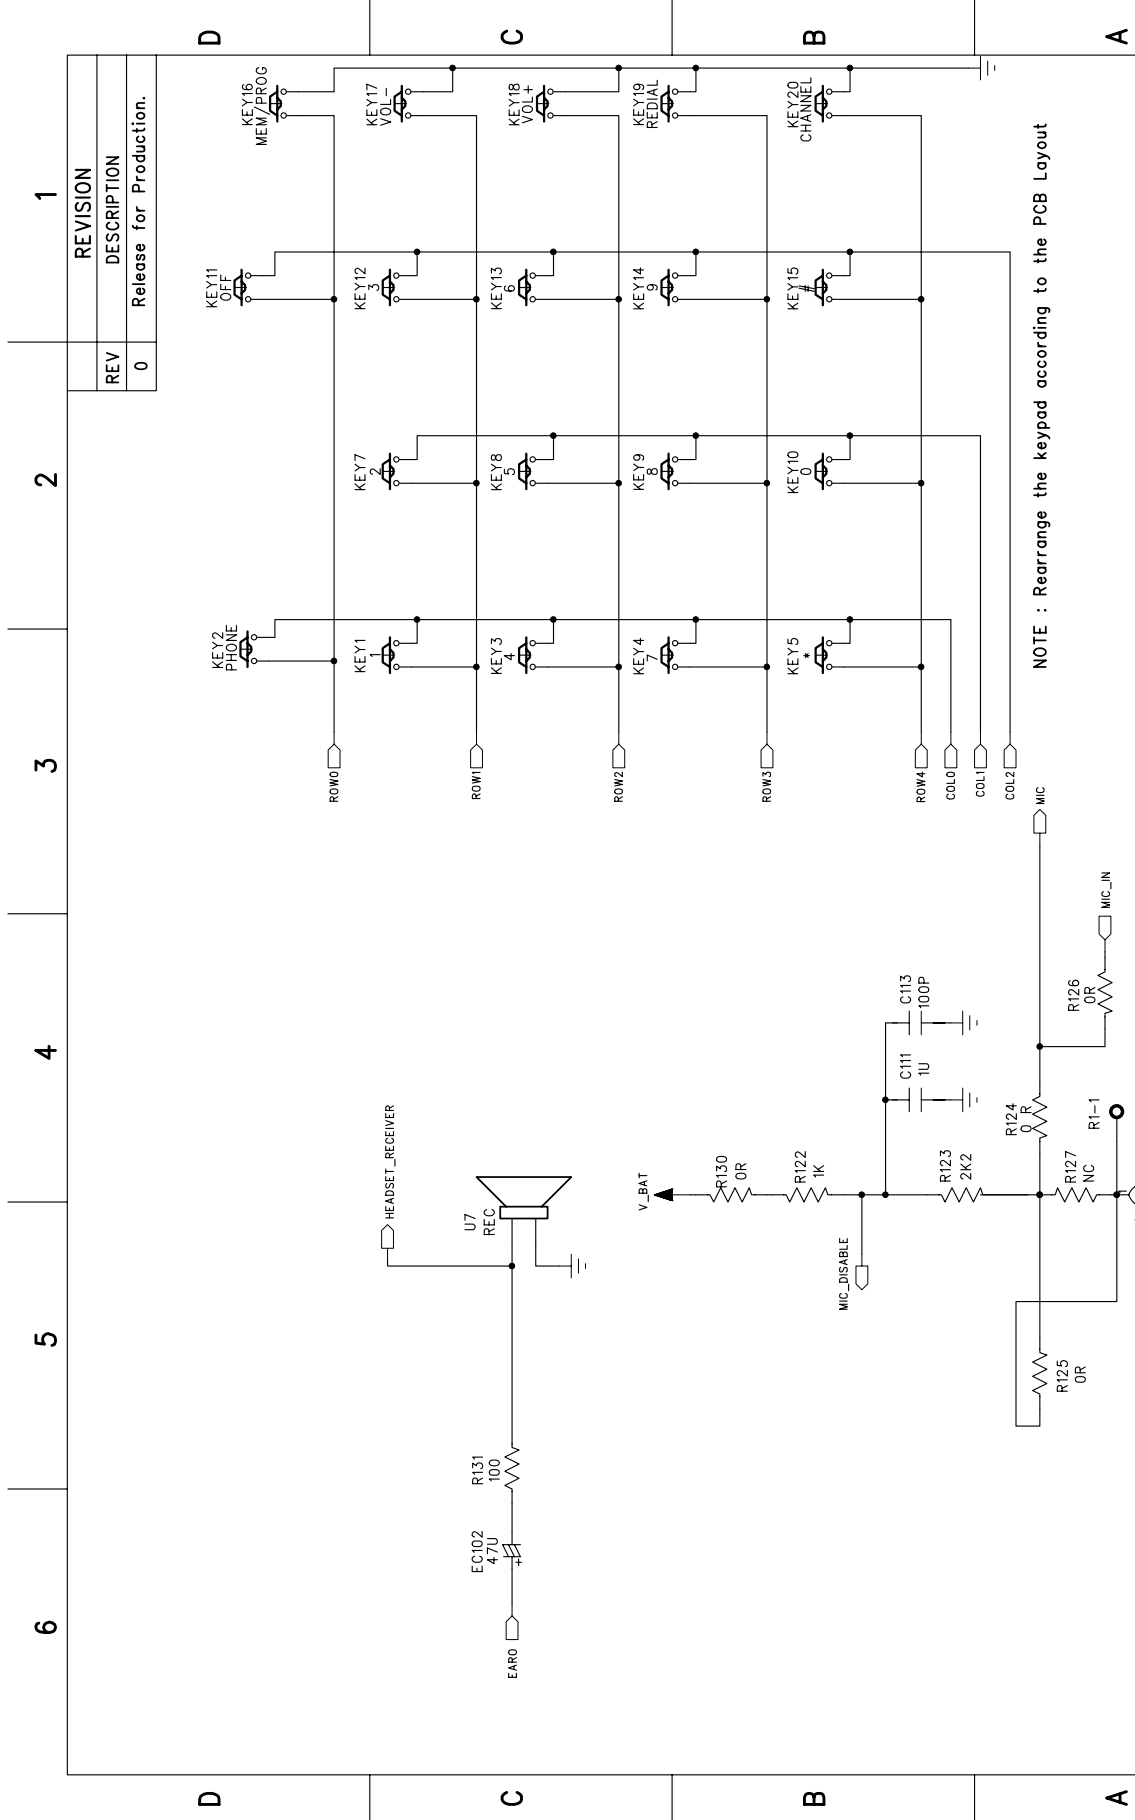 D
C
B
A
1
2
3
4
5
6
REVISION
REV
DESCRIPTION
0
Release for Production.
KEY2
PHONE
KEY11
OFF
KEY16
MEM/PROG
KEY1
1
KEY7
2
KEY12
3
KEY17
VOL-
KEY3
4
KEY8
5
KEY13
6
KEY18
VOL+
KEY4
7
KEY9
8
KEY14
9
KEY19
REDIAL
KEY5
*
KEY10
0
KEY15
#
KEY20
CHANNEL
ROW0
ROW1
ROW2
ROW3
ROW4
COL0
COL1
COL2
NOTE : Rearrange the keypad according to the PCB Layout
HEADSET_RECEIVER
U7
REC
R131
100
EC102
47U
+
EARO
V_BAT
R130
0R
R122
1K
MIC_DISABLE
C111
1U
C113
100P
R123
2K2
R124
0 R
MIC
R126
0R
MIC_IN
R127
NC
R1-1
R125
0R
D
C
B
A